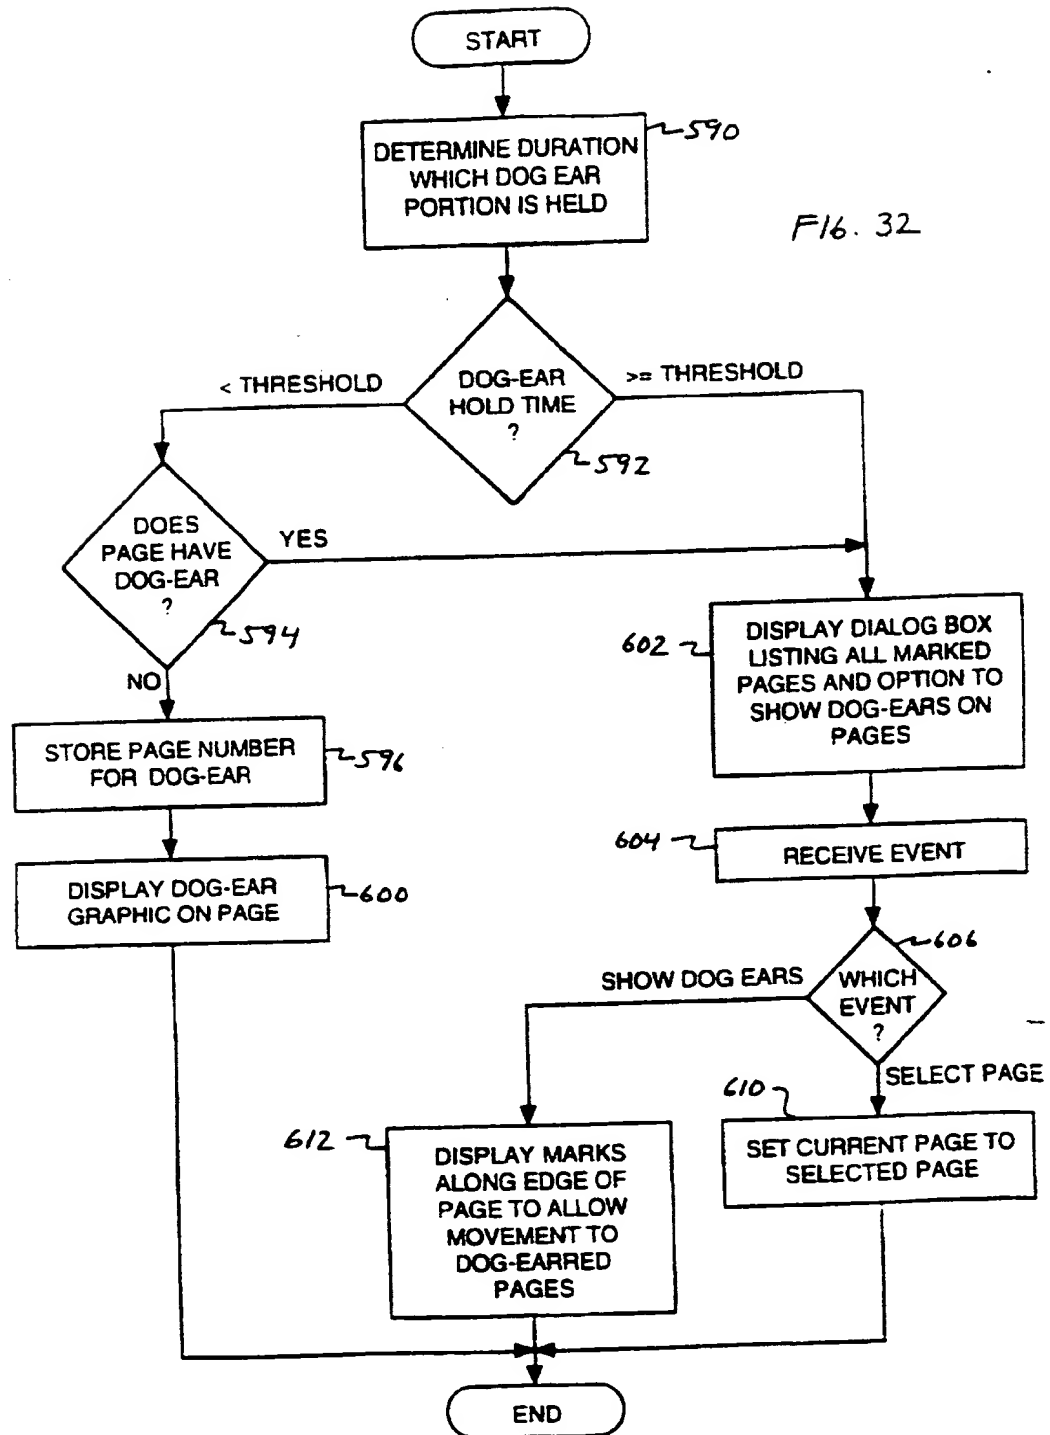 START
DETERMINE DURATION
WHICH DOG EAR
PORTION IS HELD
590
FIG. 32
DOG-EAR
HOLD TIME
?
592
< THRESHOLD
>= THRESHOLD
DOES
PAGE HAVE
DOG-EAR
?
594
YES
NO
STORE PAGE NUMBER
FOR DOG-EAR
596
DISPLAY DOG-EAR
GRAPHIC ON PAGE
600
602
DISPLAY DIALOG BOX
LISTING ALL MARKED
PAGES AND OPTION TO
SHOW DOG-EARS ON
PAGES
604
RECEIVE EVENT
606
WHICH
EVENT
?
SHOW DOG EARS
SELECT PAGE
610
SET CURRENT PAGE TO
SELECTED PAGE
612
DISPLAY MARKS
ALONG EDGE OF
PAGE TO ALLOW
MOVEMENT TO
DOG-EARRED
PAGES
END